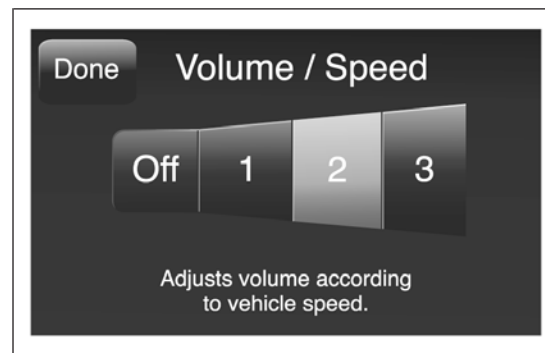 Done
Volume / Speed
Off 1 2 3
Adjusts volume according
to vehicle speed.